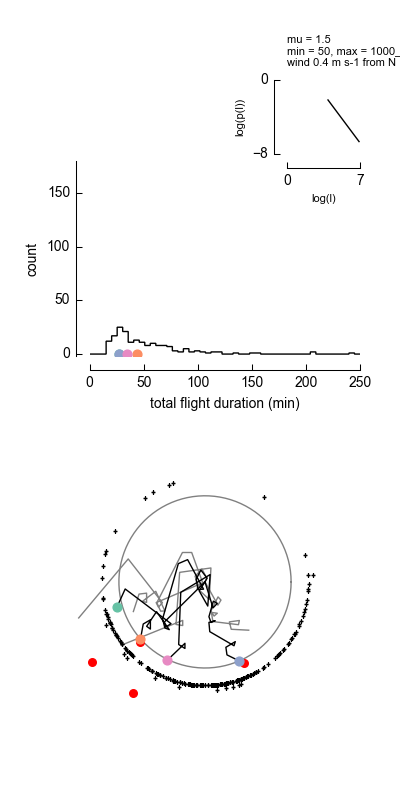 mu = 1.5
min = 50, max = 1000_
wind 0.4 m s-1 from N
0
log(p(l))
−8
0
7
log(l)
150
100
50
0
count
0
50
100
150
200
250
total flight duration (min)